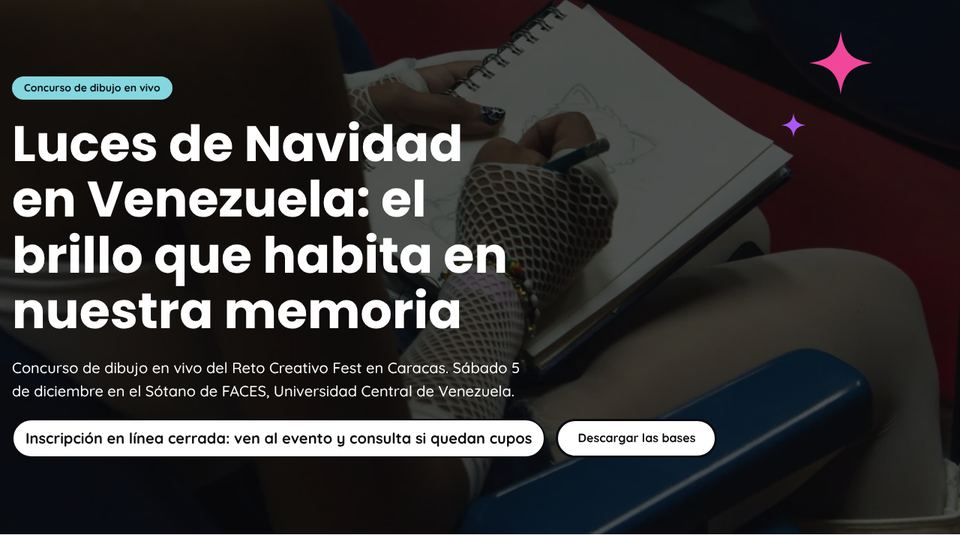 Concurso de dibujo en vivo
Luces de Navidad
en Venezuela: el
brillo que habita en
nuestra memoria
Concurso de dibujo en vivo del Reto Creativo Fest en Caracas. Sábado 5
de diciembre en el Sótano de FACES, Universidad Central de Venezuela.
Inscripción en línea cerrada: ven al evento y consulta si quedan cupos
Descargar las bases